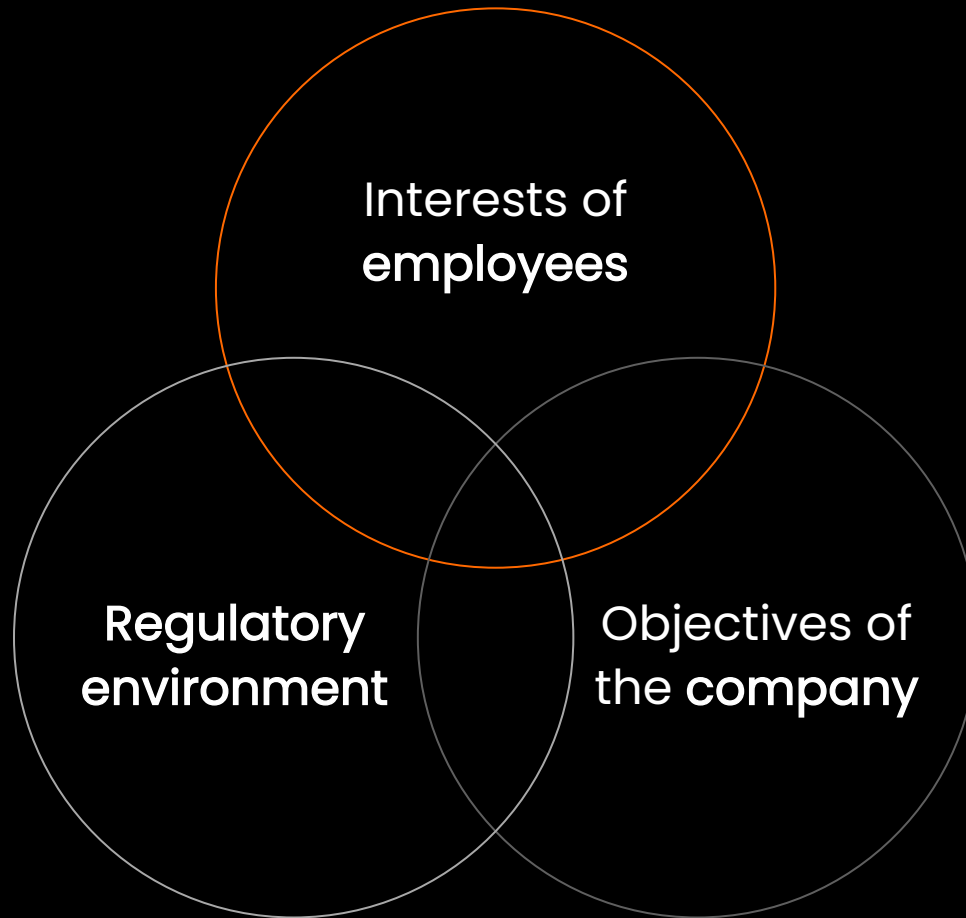 Interests of
employees
Regulatory
environment
Objectives of
the company